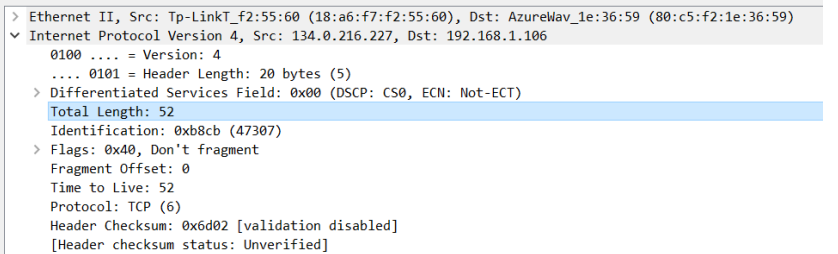 Ethernet II, Src: Tp-LinkT_f2:55:60 (18:a6:f7:f2:55:60), Dst: AzureWav_1e:36:59 (80:c5:f2:1e:36:59)
Internet Protocol Version 4, Src: 134.0.216.227, Dst: 192.168.1.106
0100 .... = Version: 4
.... 0101 = Header Length: 20 bytes (5)
Differentiated Services Field: 0x00 (DSCP: CS0, ECN: Not-ECT)
Total Length: 52
Identification: 0xb8cb (47307)
Flags: 0x40, Don't fragment
Fragment Offset: 0
Time to Live: 52
Protocol: TCP (6)
Header Checksum: 0x6d02 [validation disabled]
[Header checksum status: Unverified]